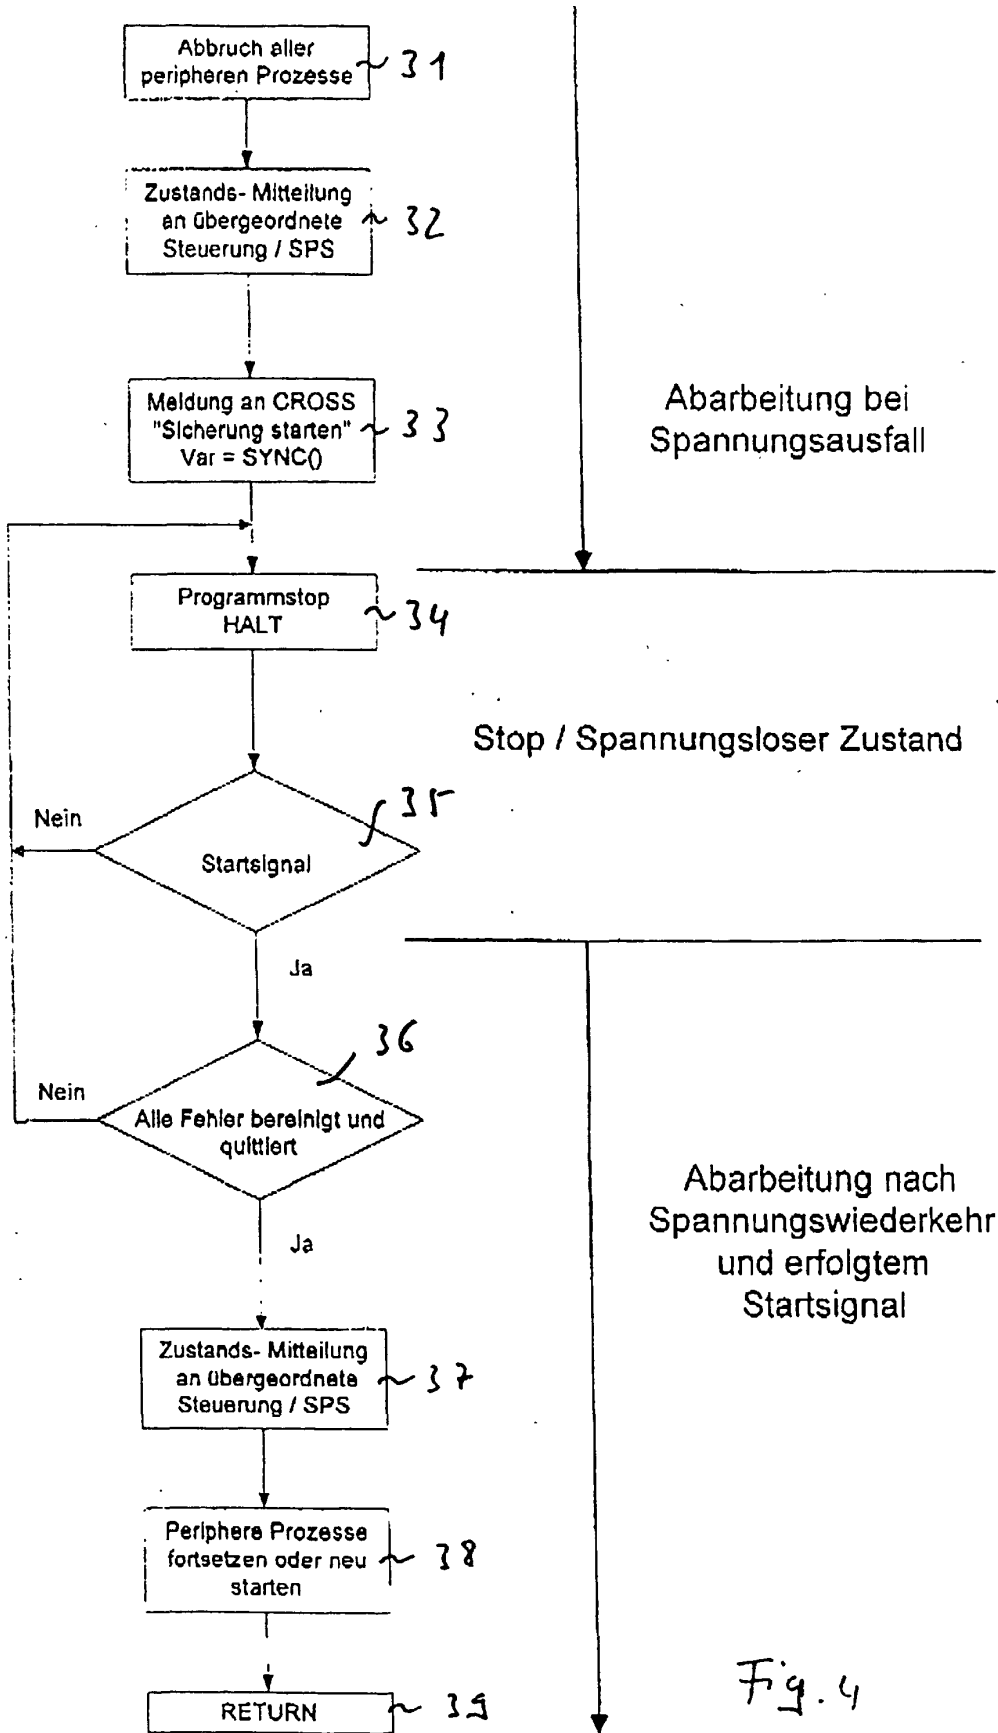 Abbruch aller
peripheren Prozesse
31
Zustands- Mitteilung
an übergeordnete
Steuerung / SPS
32
Meldung an CROSS
"Sicherung starten"
Var = SYNC()
33
Abarbeitung bei
Spannungsausfall
Programmstop
HALT
34
Stop / Spannungsloser Zustand
35
Nein
Startsignal
Ja
36
Nein
Alle Fehler bereinigt und
quittiert
Ja
Abarbeitung nach
Spannungswiederkehr
und erfolgtem
Startsignal
Zustands- Mitteilung
an übergeordnete
Steuerung / SPS
37
Periphere Prozesse
fortsetzen oder neu
starten
38
RETURN
39
Fig. 4